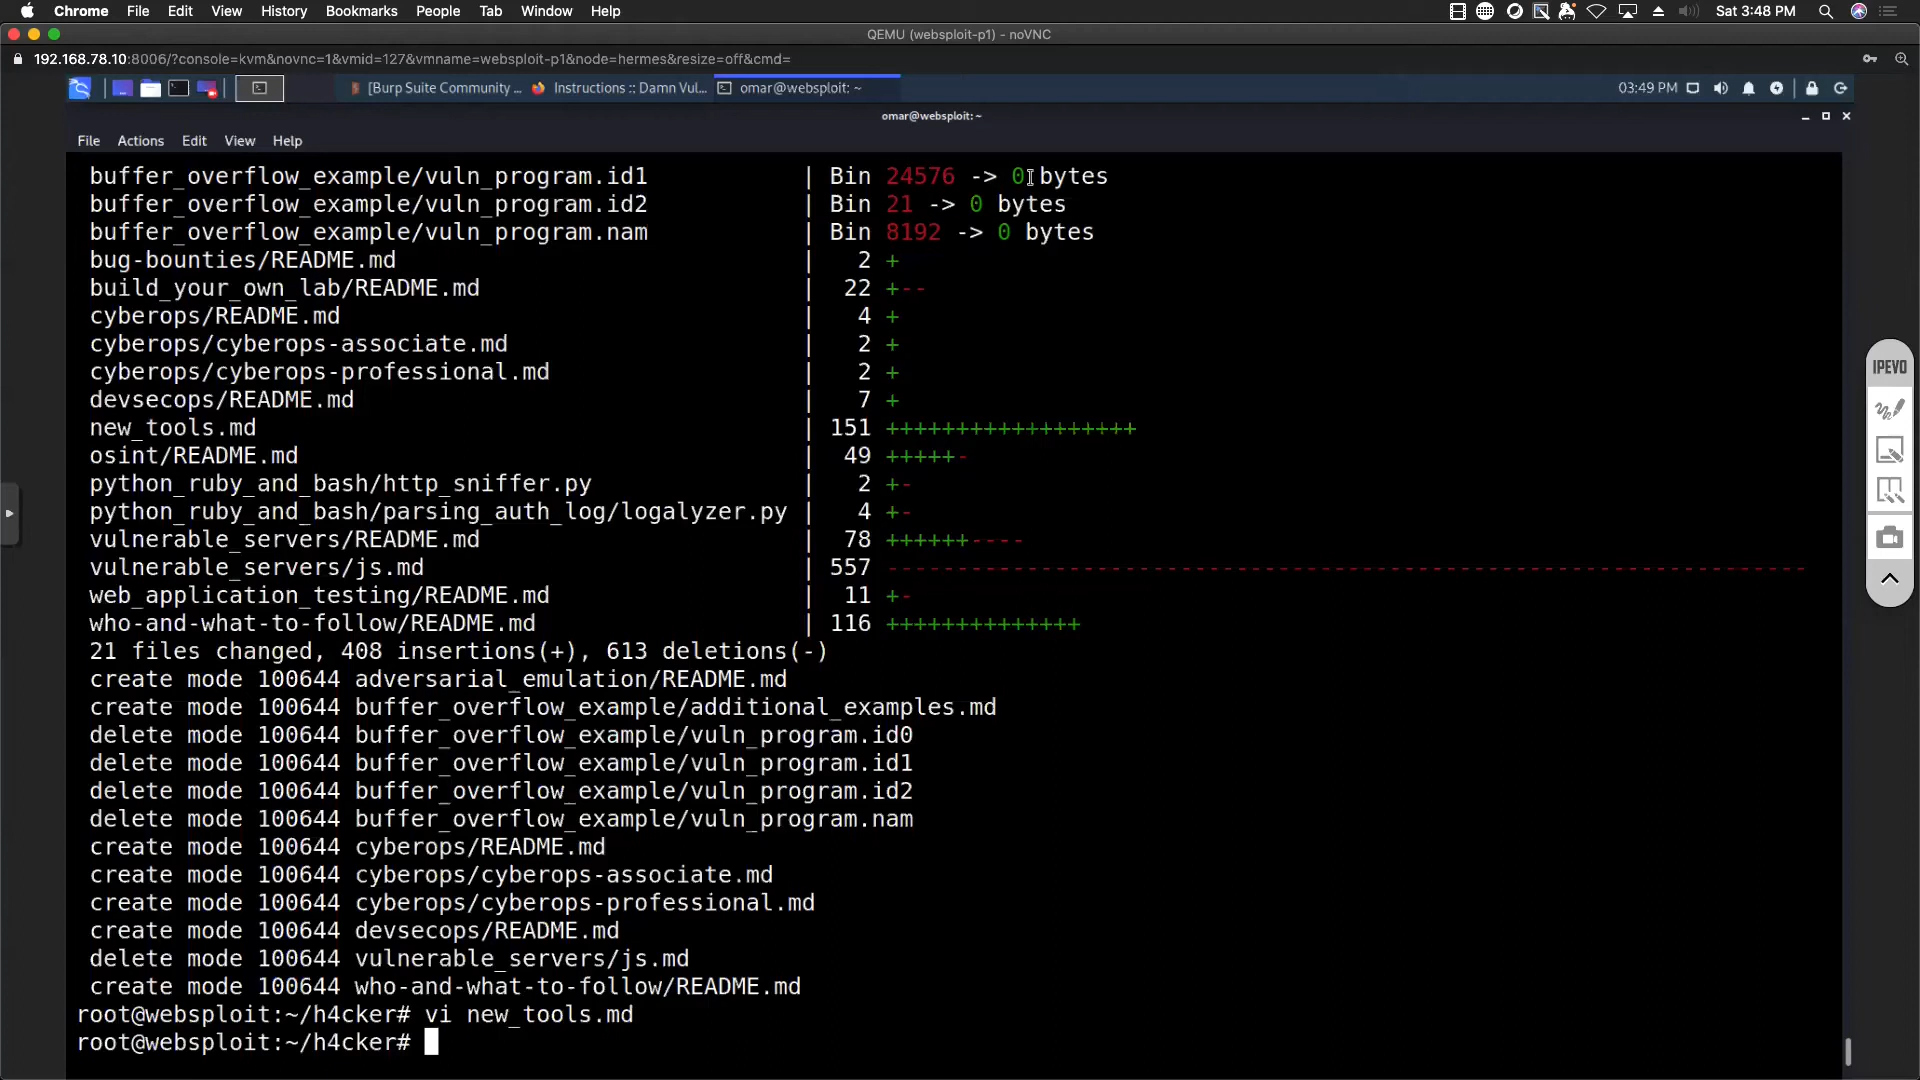 Chrome File Edit View History Bookmarks People Tab Window Help Sat 3:48 PM
QEMU (websploit-p1) - noVNC
192.168.78.10:8006/?console=kvm&novnc=1&vmid=127&vmname=websploit-p1&node=hermes&resize=off&cmd=
[Burp Suite Community ... Instructions :: Damn Vul... omar@websploit: ~ 03:49 PM
omar@websploit: ~
File Actions Edit View Help
buffer_overflow_example/vuln_program.id1 | Bin 24576 -> 0 bytes
buffer_overflow_example/vuln_program.id2 | Bin 21 -> 0 bytes
buffer_overflow_example/vuln_program.nam | Bin 8192 -> 0 bytes
bug-bounties/README.md | 2 +
build_your_own_lab/README.md | 22 +--
cyberops/README.md | 4 +
cyberops/cyberops-associate.md | 2 +
cyberops/cyberops-professional.md | 2 +
devsecops/README.md | 7 +
new_tools.md | 151 ++++++++++++++++++
osint/README.md | 49 +++++-
python_ruby_and_bash/http_sniffer.py | 2 +-
python_ruby_and_bash/parsing_auth_log/logalyzer.py | 4 +-
vulnerable_servers/README.md | 78 ++++++----
vulnerable_servers/js.md | 557 ------------------------------------------------------------------
web_application_testing/README.md | 11 +-
who-and-what-to-follow/README.md | 116 ++++++++++++++
21 files changed, 408 insertions(+), 613 deletions(-)
create mode 100644 adversarial_emulation/README.md
create mode 100644 buffer_overflow_example/additional_examples.md
delete mode 100644 buffer_overflow_example/vuln_program.id0
delete mode 100644 buffer_overflow_example/vuln_program.id1
delete mode 100644 buffer_overflow_example/vuln_program.id2
delete mode 100644 buffer_overflow_example/vuln_program.nam
create mode 100644 cyberops/README.md
create mode 100644 cyberops/cyberops-associate.md
create mode 100644 cyberops/cyberops-professional.md
create mode 100644 devsecops/README.md
delete mode 100644 vulnerable_servers/js.md
create mode 100644 who-and-what-to-follow/README.md
root@websploit:~/h4cker# vi new_tools.md
root@websploit:~/h4cker#
IPEVO